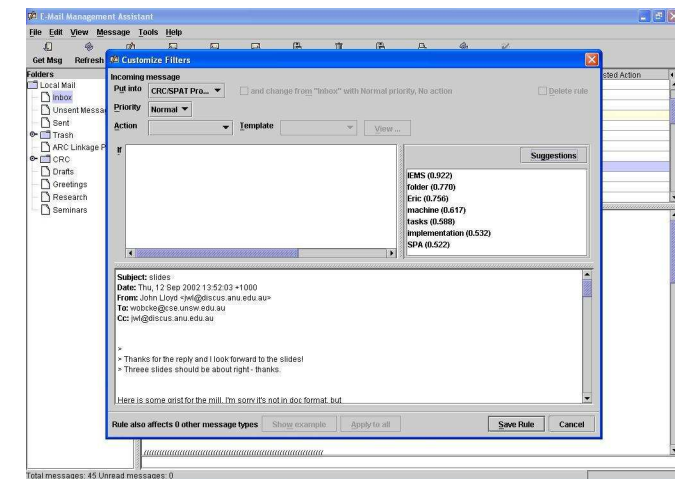 E-Mail Management Assistant
File Edit View Message Tools Help
Get Msg Refresh
Folders
Local Mail
Inbox
Unsent Messa
Sent
Trash
ARC Linkage P
CRC
Drafts
Greetings
Research
Seminars
sted Action
Customize Filters
Incoming message
Put into CRC/SPAT Pro... and change from "Inbox" with Normal priority, No action Delete rule
Priority Normal
Action Template View ...
If
Suggestions
IEMS (0.922)
folder (0.770)
Eric (0.756)
machine (0.617)
tasks (0.588)
implementation (0.532)
SPA (0.522)
Subject: slides
Date: Thu, 12 Sep 2002 13:52:03 +1000
From: John Lloyd <jwl@discus.anu.edu.au>
To: wobcke@cse.unsw.edu.au
Cc: jwl@discus.anu.edu.au
>
> Thanks for the reply and I look forward to the slides!
> Threee slides should be about right - thanks.
Here is some grist for the mill. I'm sorry it's not in doc format, but
Rule also affects 0 other message types Show example Apply to all Save Rule Cancel
Total messages: 45 Unread messages: 0